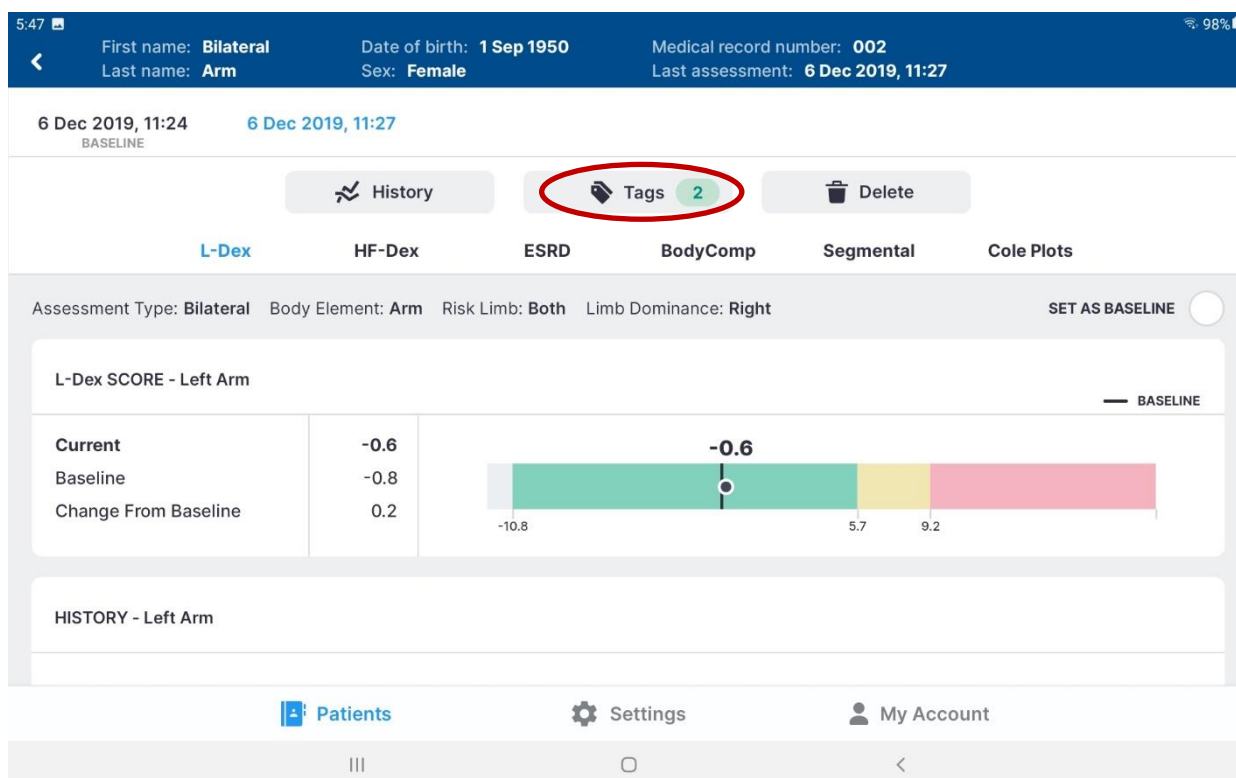 5:47 98%
First name: Bilateral Date of birth: 1 Sep 1950 Medical record number: 002
Last name: Arm Sex: Female Last assessment: 6 Dec 2019, 11:27
6 Dec 2019, 11:24 6 Dec 2019, 11:27
BASELINE
History Tags 2 Delete
L-Dex HF-Dex ESRD BodyComp Segmental Cole Plots
Assessment Type: Bilateral Body Element: Arm Risk Limb: Both Limb Dominance: Right SET AS BASELINE
L-Dex SCORE - Left Arm
BASELINE
Current -0.6 -0.6
Baseline -0.8
Change From Baseline 0.2
-10.8 5.7 9.2
HISTORY - Left Arm
Patients Settings My Account